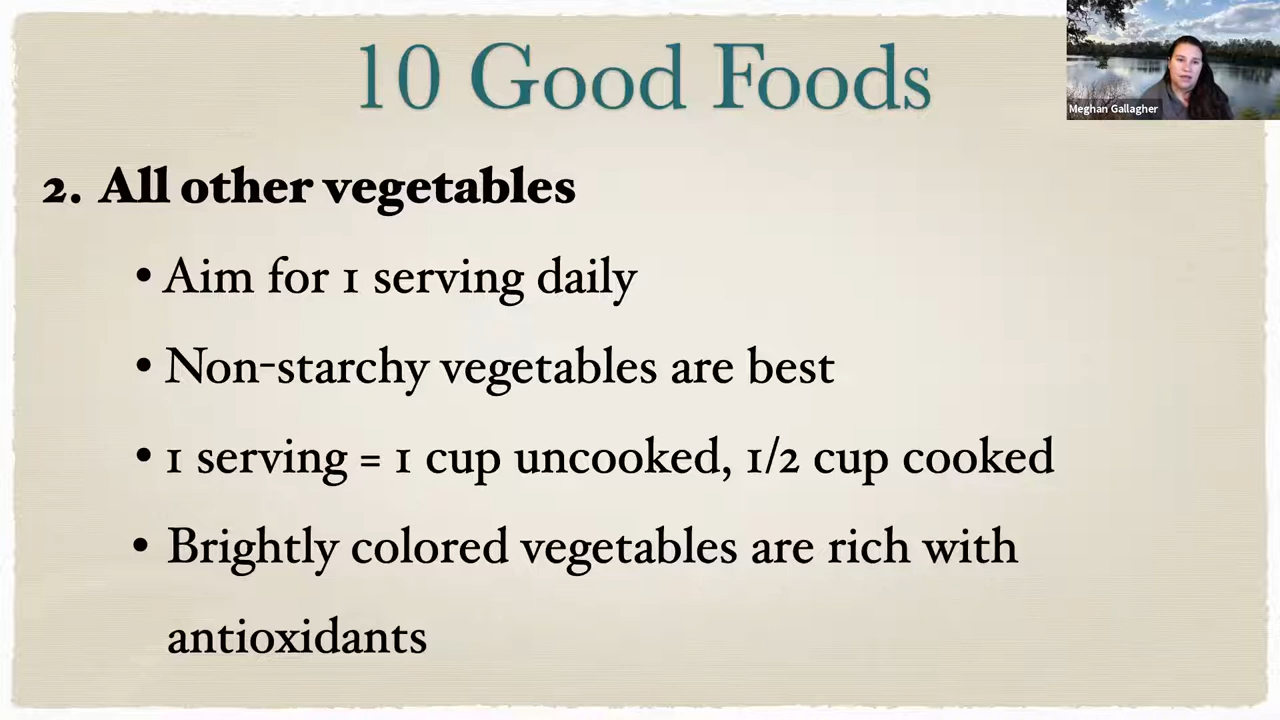 10 Good Foods
Meghan Gallagher
2. All other vegetables
• Aim for 1 serving daily
• Non-starchy vegetables are best
• 1 serving = 1 cup uncooked, 1/2 cup cooked
• Brightly colored vegetables are rich with
antioxidants